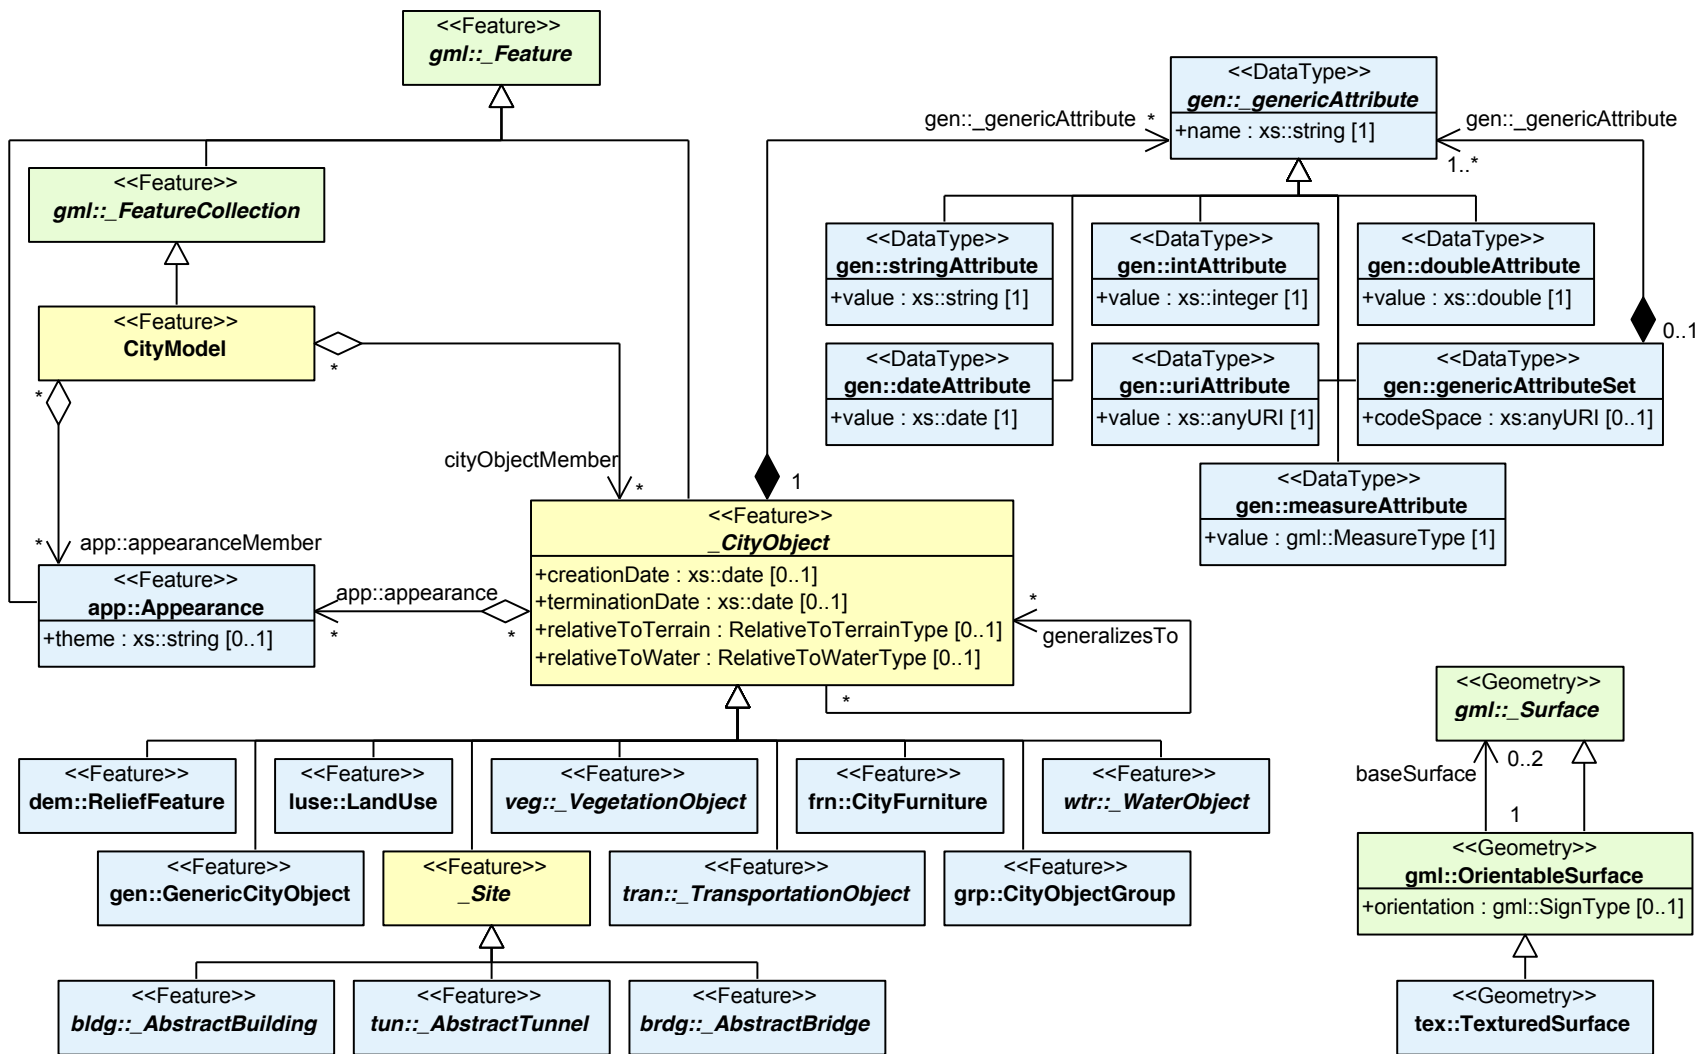 <<Feature>>
gml::_Feature
<<DataType>>
gen::_genericAttribute
+name : xs::string [1]
gen::_genericAttribute
*
gen::_genericAttribute
1..*
<<Feature>>
gml::_FeatureCollection
<<DataType>>
gen::stringAttribute
+value : xs::string [1]
<<DataType>>
gen::intAttribute
+value : xs::integer [1]
<<DataType>>
gen::doubleAttribute
+value : xs::double [1]
<<Feature>>
CityModel
*
*
0..1
<<DataType>>
gen::dateAttribute
+value : xs::date [1]
<<DataType>>
gen::uriAttribute
+value : xs::anyURI [1]
<<DataType>>
gen::genericAttributeSet
+codeSpace : xs:anyURI [0..1]
cityObjectMember
*
1
<<DataType>>
gen::measureAttribute
+value : gml::MeasureType [1]
<<Feature>>
_CityObject
+creationDate : xs::date [0..1]
+terminationDate : xs::date [0..1]
+relativeToTerrain : RelativeToTerrainType [0..1]
+relativeToWater : RelativeToWaterType [0..1]
*
app::appearanceMember
<<Feature>>
app::Appearance
+theme : xs::string [0..1]
app::appearance
*
*
*
generalizesTo
*
<<Geometry>>
gml::_Surface
baseSurface
0..2
1
<<Feature>>
dem::ReliefFeature
<<Feature>>
luse::LandUse
<<Feature>>
veg::_VegetationObject
<<Feature>>
frn::CityFurniture
<<Feature>>
wtr::_WaterObject
<<Geometry>>
gml::OrientableSurface
+orientation : gml::SignType [0..1]
<<Feature>>
gen::GenericCityObject
<<Feature>>
_Site
<<Feature>>
tran::_TransportationObject
<<Feature>>
grp::CityObjectGroup
<<Feature>>
bldg::_AbstractBuilding
<<Feature>>
tun::_AbstractTunnel
<<Feature>>
brdg::_AbstractBridge
<<Geometry>>
tex::TexturedSurface